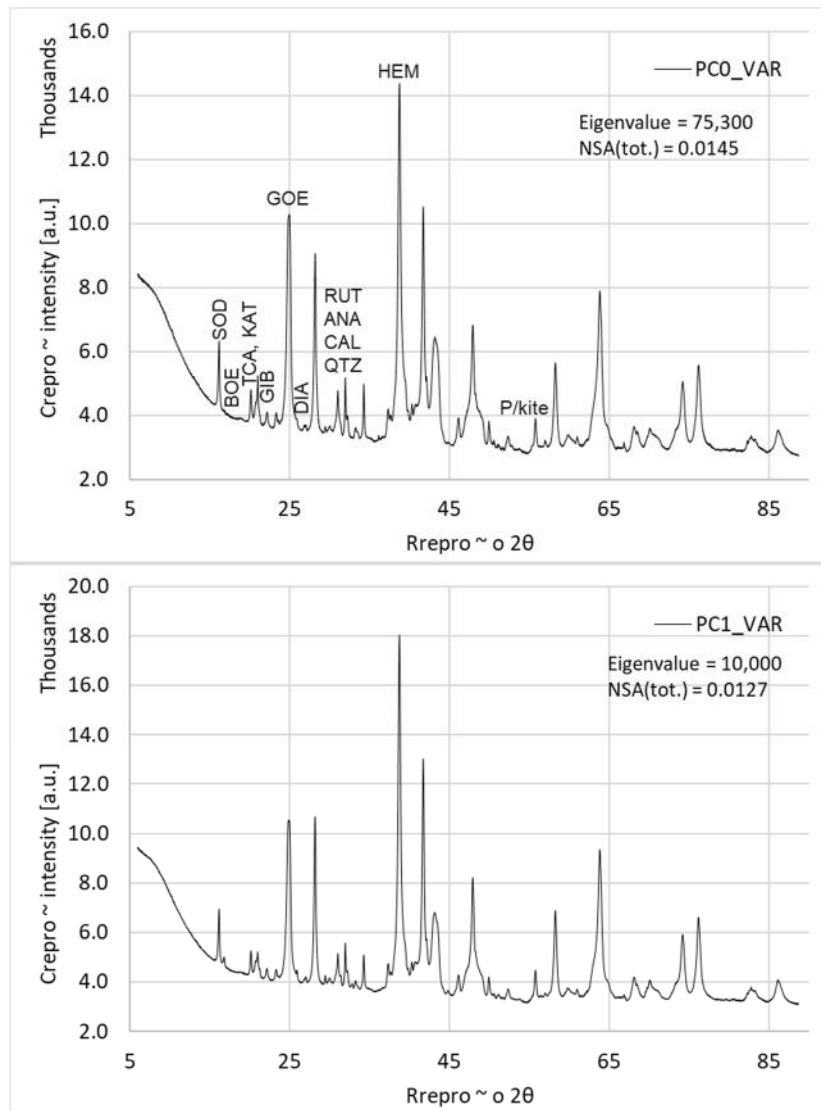 16.0
14.0
12.0
10.0
8.0
6.0
4.0
2.0
Thousands
Crepro ~ intensity [a.u.]
HEM
PC0_VAR
Eigenvalue = 75,300
NSA(tot.) = 0.0145
GOE
SOD
BOE
TCA, KAT
GIB
DIA
RUT
ANA
CAL
QTZ
P/kite
5 25 45 65 85
Rrepro ~ o 2θ
20.0
18.0
16.0
14.0
12.0
10.0
8.0
6.0
4.0
2.0
Thousands
Crepro ~ intensity [a.u.]
PC1_VAR
Eigenvalue = 10,000
NSA(tot.) = 0.0127
5 25 45 65 85
Rrepro ~ o 2θ